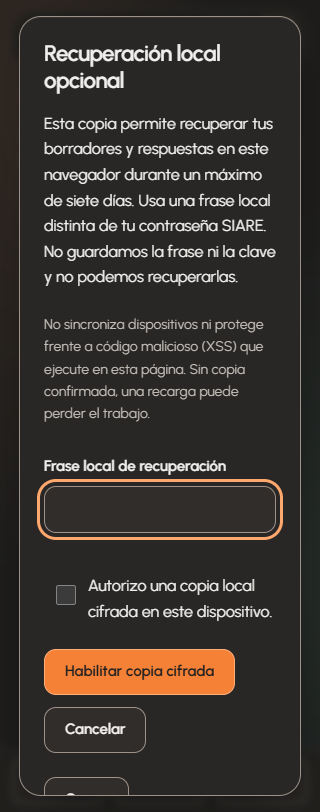 Recuperación local
opcional
Esta copia permite recuperar tus
borradores y respuestas en este
navegador durante un máximo
de siete días. Usa una frase local
distinta de tu contraseña SIARE.
No guardamos la frase ni la clave
y no podemos recuperarlas.
No sincroniza dispositivos ni protege
frente a código malicioso (XSS) que
ejecute en esta página. Sin copia
confirmada, una recarga puede
perder el trabajo.
Frase local de recuperación
Autorizo una copia local
cifrada en este dispositivo.
Habilitar copia cifrada
Cancelar